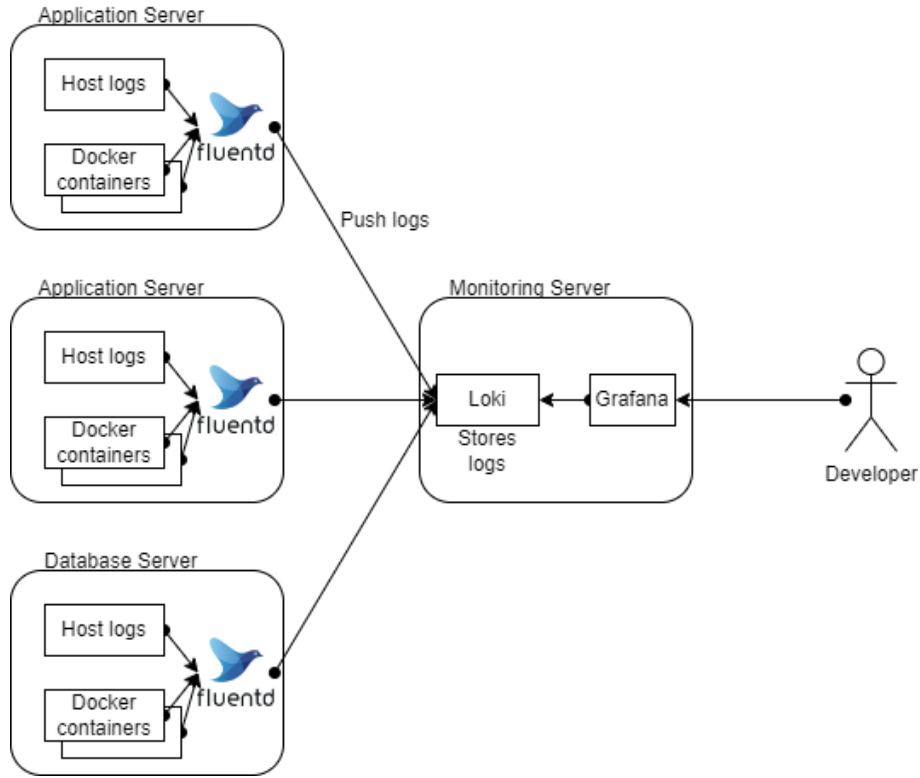 Application Server
Host logs
Docker
containers
fluentd
Push logs
Application Server
Host logs
Docker
containers
fluentd
Monitoring Server
Loki
Stores
logs
Grafana
Developer
Database Server
Host logs
Docker
containers
fluentd